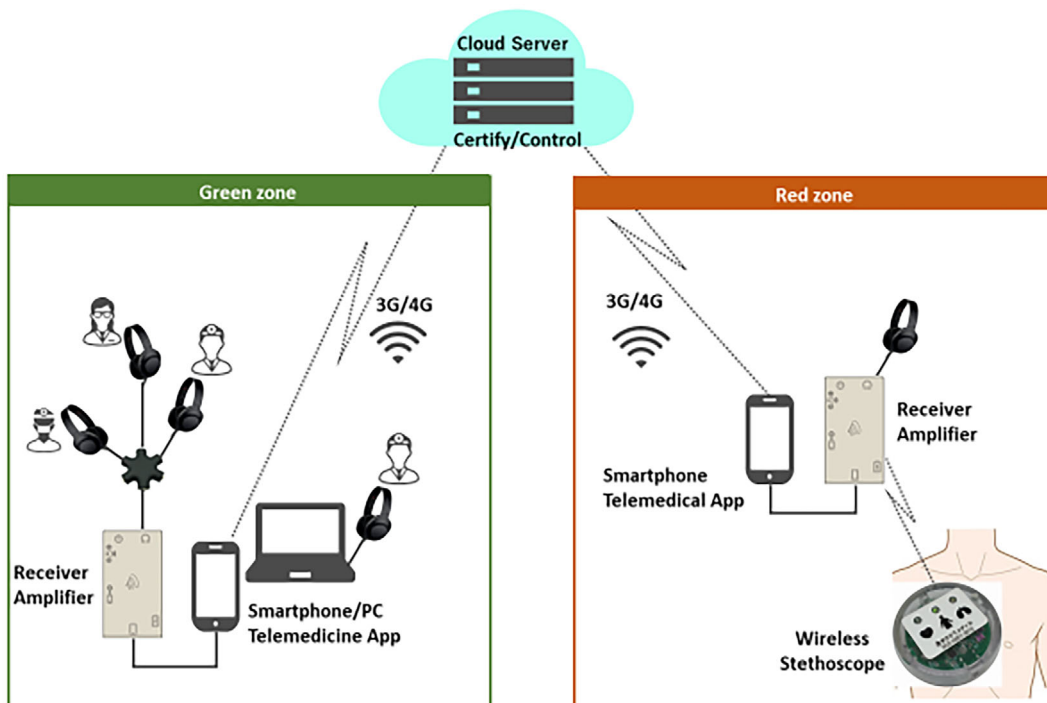 Cloud Server
Certify/Control
Green zone
Red zone
3G/4G
3G/4G
Receiver
Amplifier
Smartphone
Telemedical App
Receiver
Amplifier
Smartphone/PC
Telemedicine App
Wireless
Stethoscope